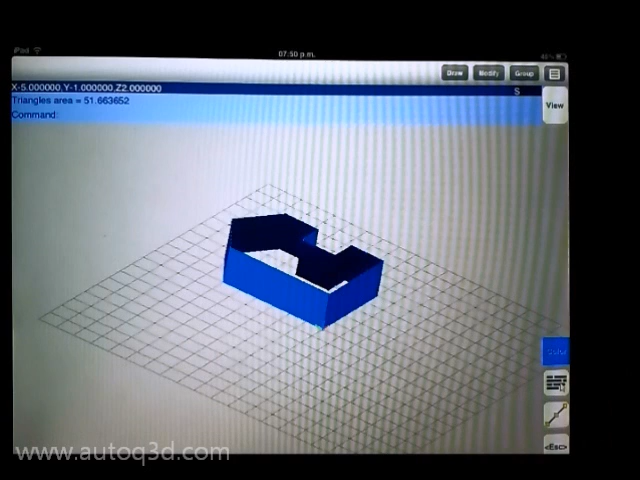 iPod
07:50 p.m.
Draw Modify Group
X-5.000000,Y-1.000000,Z2.000000
S
Triangles area = 51.663652
View
Command:
<Esc>
www.autoq3d.com